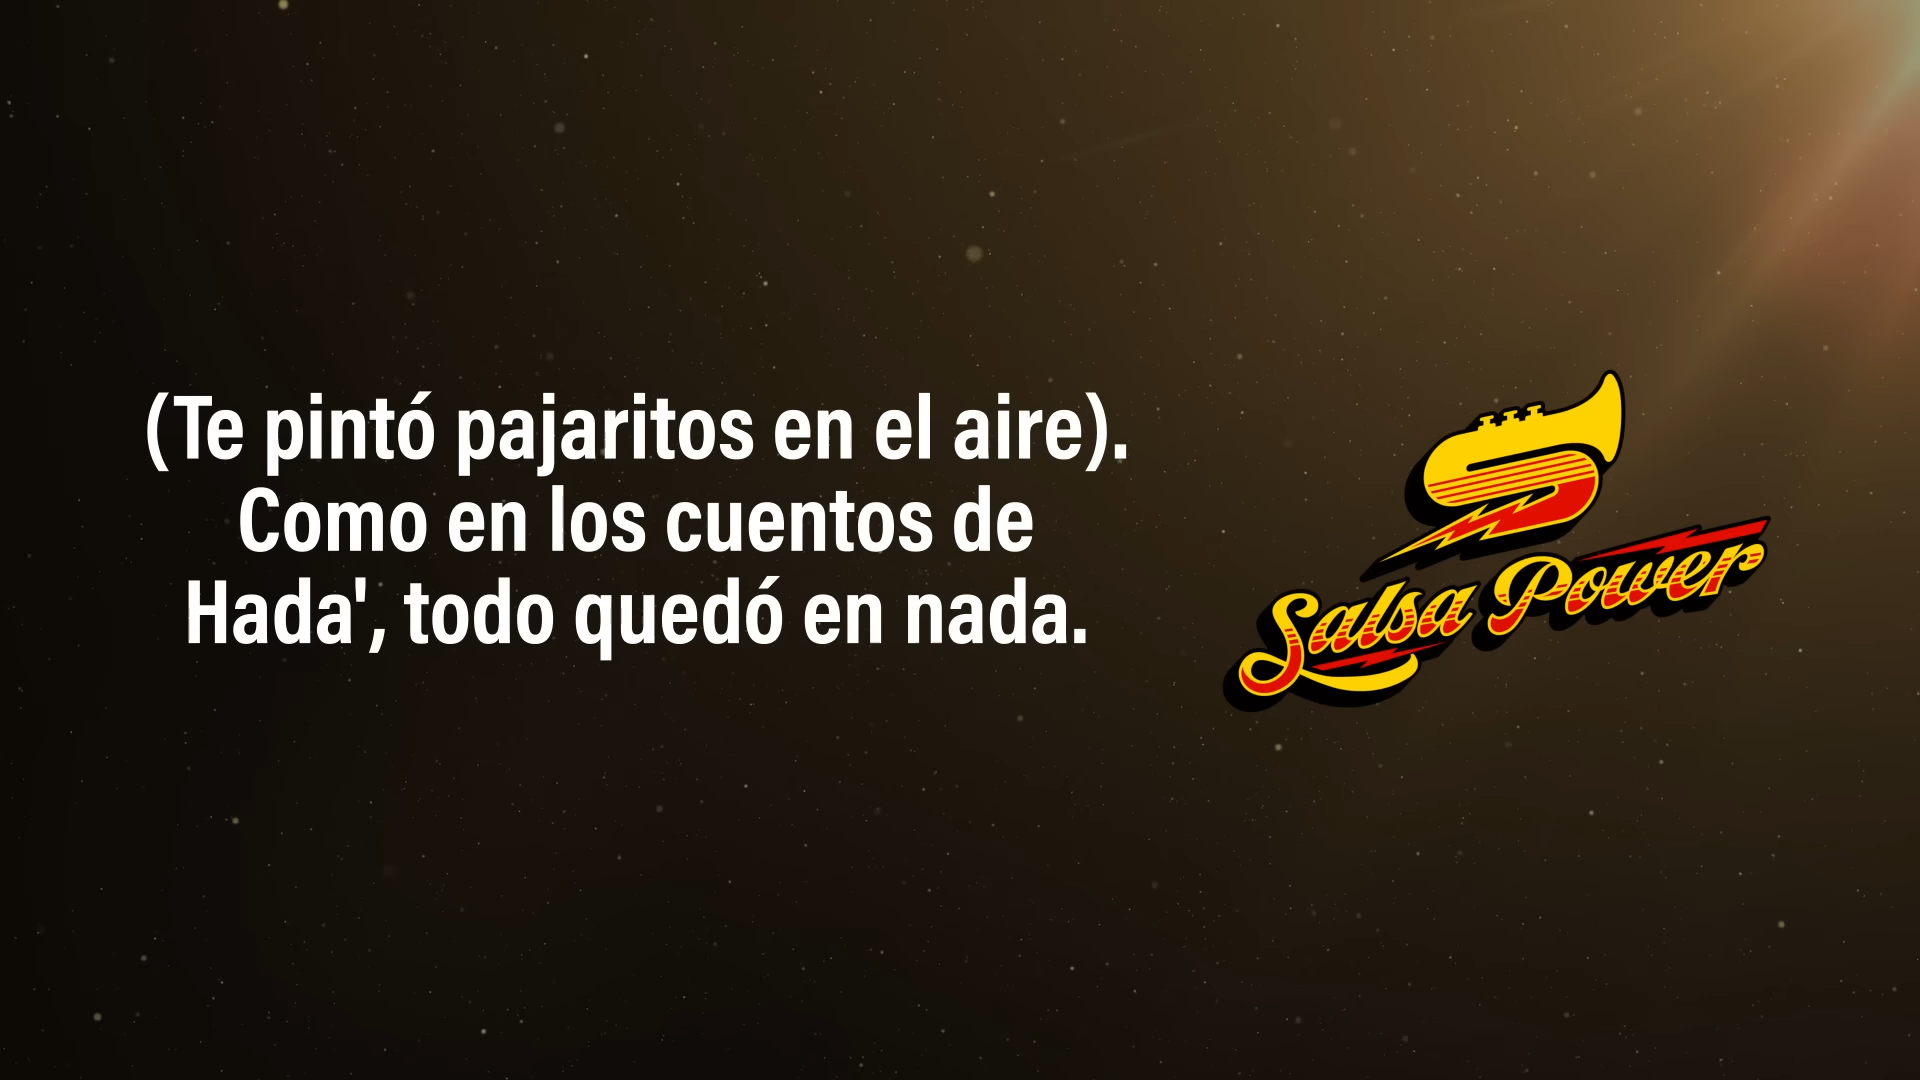 (Te pintó pajaritos en el aire).
Como en los cuentos de
Hada', todo quedó en nada.
Salsa Power